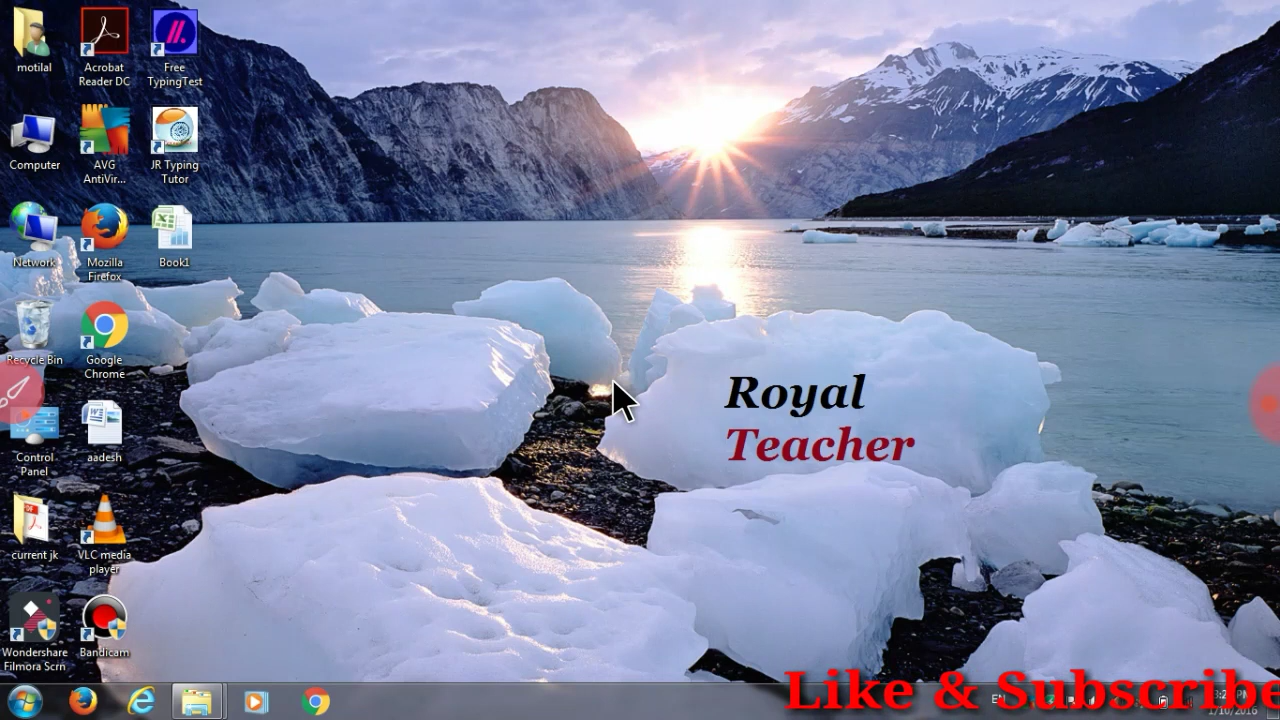 motilal
Acrobat
Reader DC
Free
TypingTest
Computer
AVG
AntiVir...
JR Typing
Tutor
Network
Mozilla
Firefox
Book1
Recycle Bin
Google
Chrome
Control
Panel
aadesh
current jk
VLC media
player
Wondershare
Filmora Scrn
Bandicam
Royal
Teacher
Like & Subscribe
1/10/2016